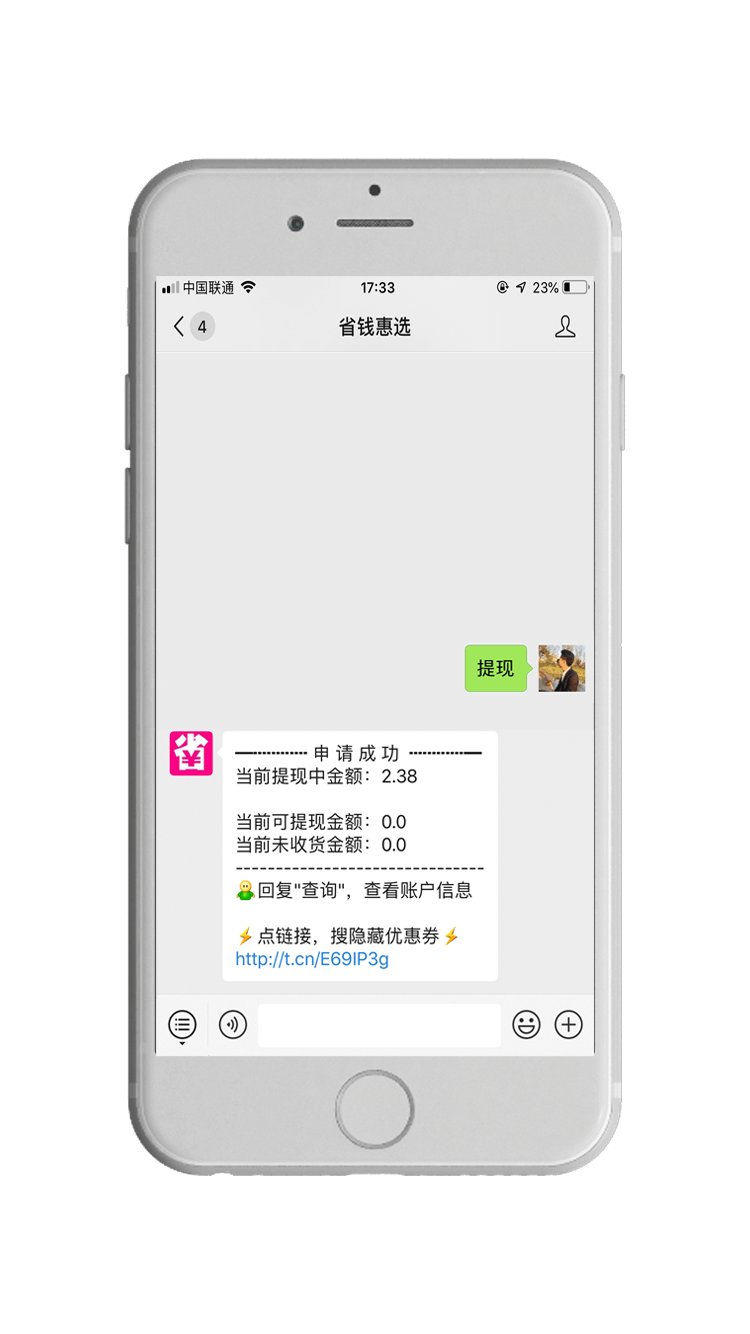 中国联通
17:33
23%
4
省钱惠选
提现
省
¥
━┅┅┅┅ 申 请 成 功 ┅┅┅┅━
当前提现中金额：2.38
当前可提现金额：0.0
当前未收货金额：0.0
--------------------------------
回复"查询"，查看账户信息
⚡点链接，搜隐藏优惠券⚡
http://t.cn/E69IP3g